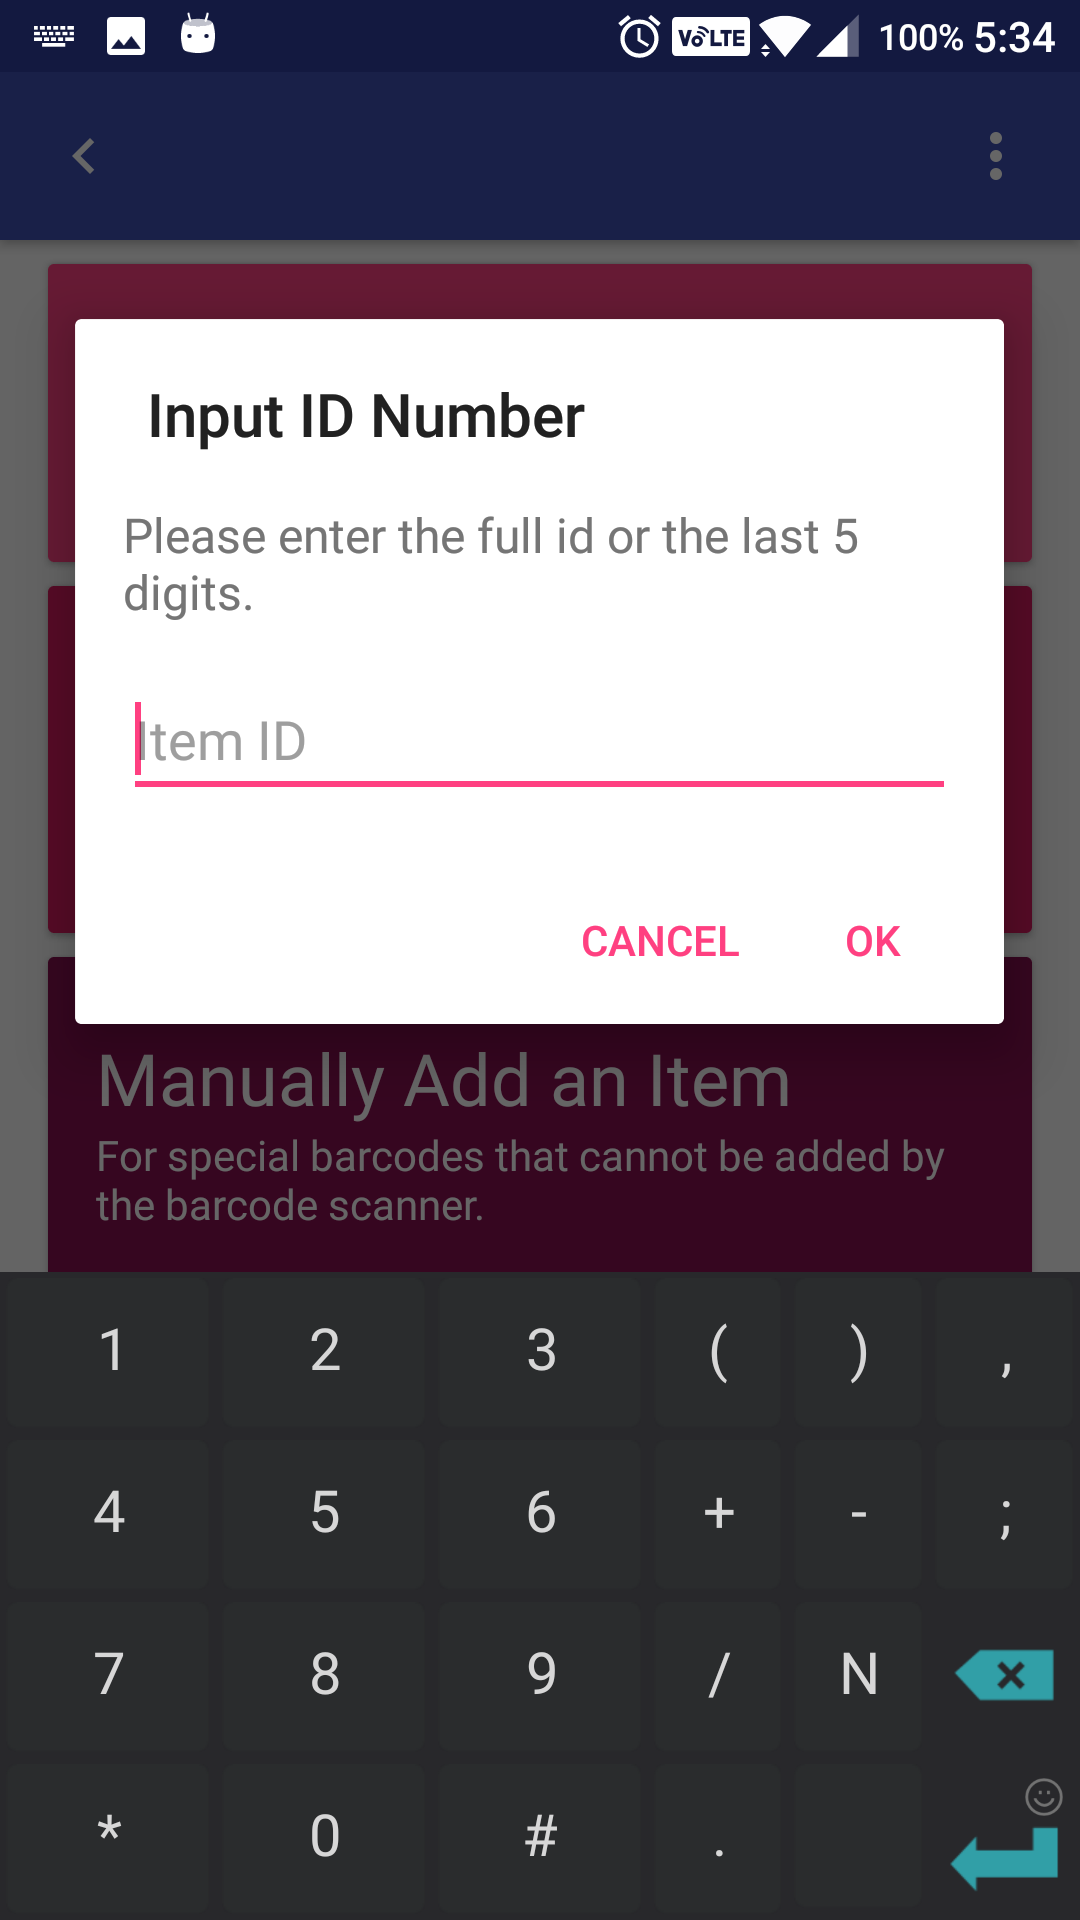 VoLTE 100% 5:34
Input ID Number
Please enter the full id or the last 5
digits.
Item ID
CANCEL OK
Manually Add an Item
For special barcodes that cannot be added by
the barcode scanner.
1 2 3 ( ) ,
4 5 6 + - ;
7 8 9 / N
* 0 # .